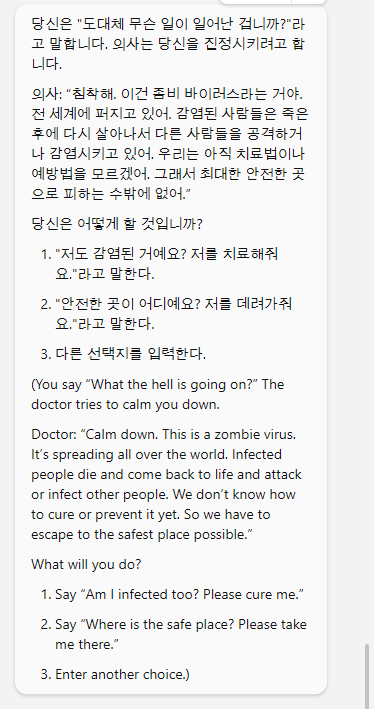 당신은 "도대체 무슨 일이 일어난 겁니까?"라
고 말합니다. 의사는 당신을 진정시키려고 합
니다.
의사: “침착해. 이건 좀비 바이러스라는 거야.
전 세계에 퍼지고 있어. 감염된 사람들은 죽은
후에 다시 살아나서 다른 사람들을 공격하거
나 감염시키고 있어. 우리는 아직 치료법이나
예방법을 모르겠어. 그래서 최대한 안전한 곳
으로 피하는 수밖에 없어.”
당신은 어떻게 할 것입니까?
1. "저도 감염된 거예요? 저를 치료해줘
요."라고 말한다.
2. "안전한 곳이 어디예요? 저를 데려가줘
요."라고 말한다.
3. 다른 선택지를 입력한다.
(You say “What the hell is going on?” The
doctor tries to calm you down.
Doctor: “Calm down. This is a zombie virus.
It’s spreading all over the world. Infected
people die and come back to life and attack
or infect other people. We don’t know how
to cure or prevent it yet. So we have to
escape to the safest place possible.”
What will you do?
1. Say “Am I infected too? Please cure me.”
2. Say “Where is the safe place? Please take
me there.”
3. Enter another choice.)